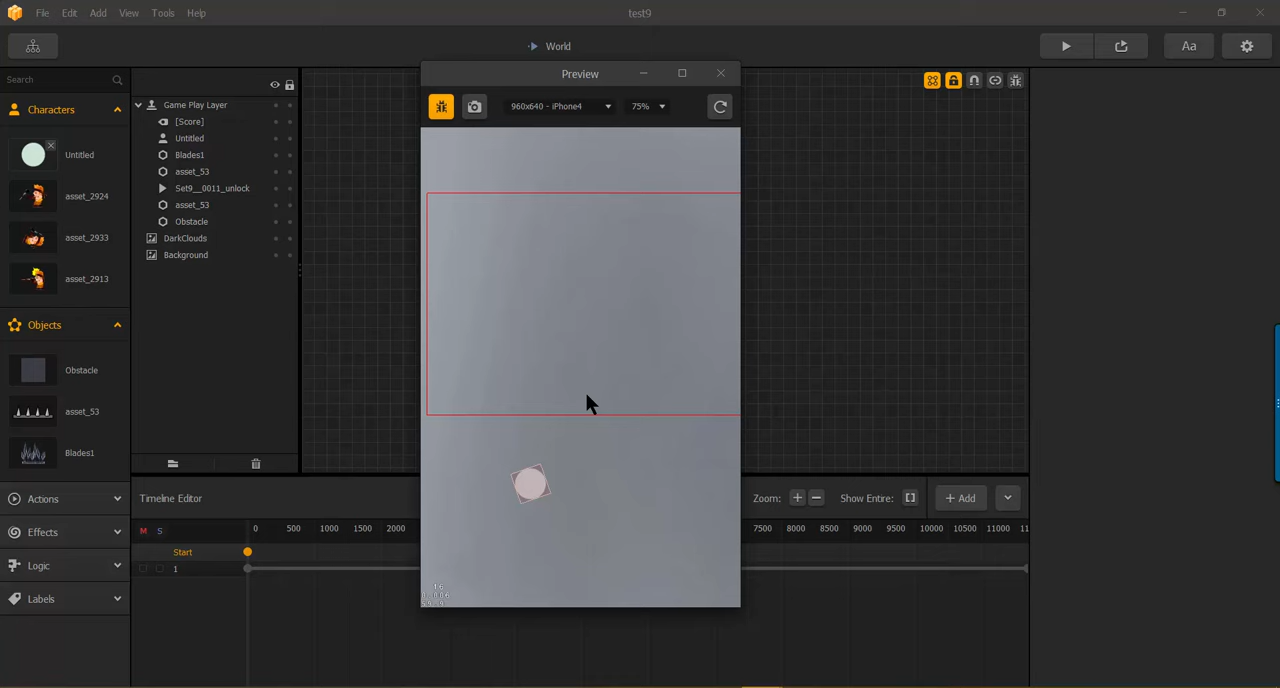 File Edit Add View Tools Help
test9
World
Aa
Search
Characters
Untitled
asset_2924
asset_2933
asset_2913
Objects
Obstacle
asset_53
Blades1
Actions
Effects
Logic
Labels
Game Play Layer
[Score]
Untitled
Blades1
asset_53
Set9__0011_unlock
asset_53
Obstacle
DarkClouds
Background
Preview
960x640 - iPhone4
75%
Timeline Editor
Zoom:
Show Entire:
+ Add
M S 0 500 1000 1500 2000 7500 8000 8500 9000 9500 10000 10500 11000 11
Start
1